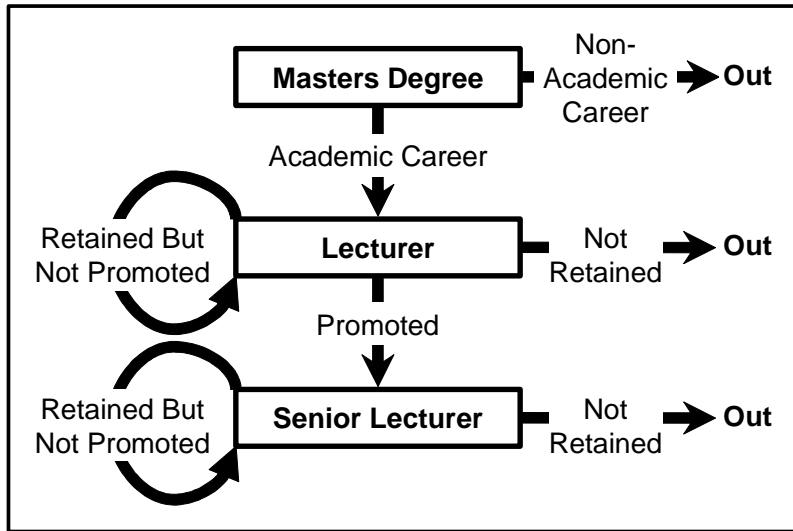 Non-
Academic
Career
Masters Degree
Out
Academic Career
Retained But
Not Promoted
Lecturer
Not
Retained
Out
Promoted
Retained But
Not Promoted
Senior Lecturer
Not
Retained
Out